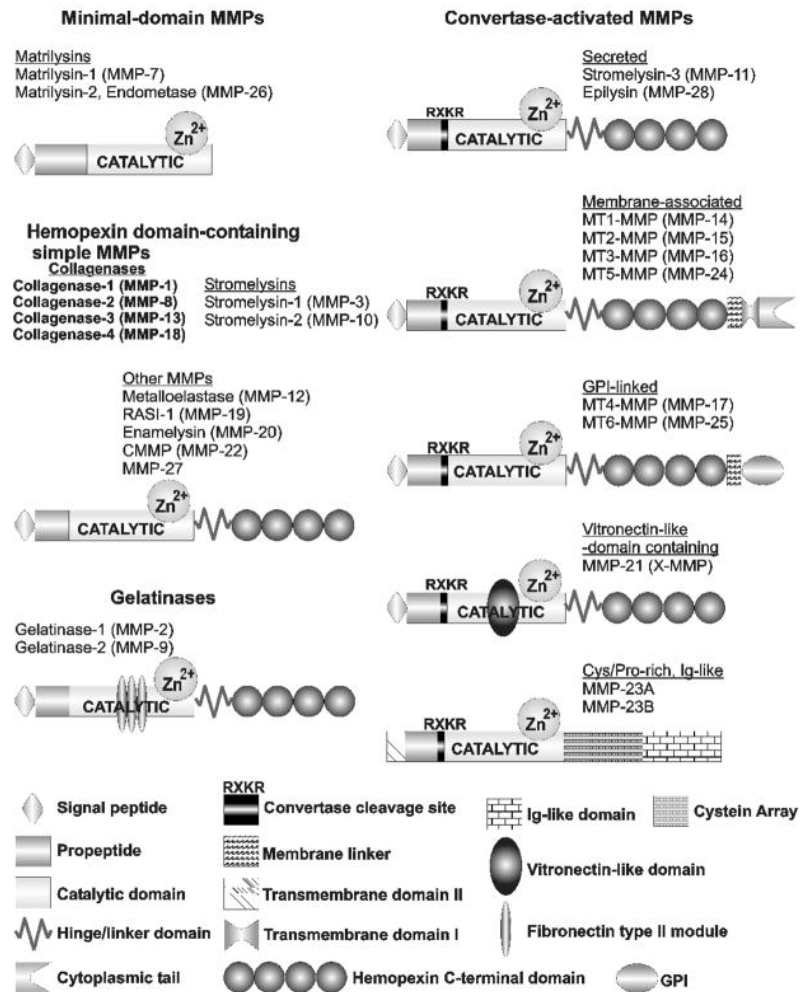 Minimal-domain MMPs
Matrilysins
Matrilysin-1 (MMP-7)
Matrilysin-2, Endometase (MMP-26)
Zn2+
CATALYTIC
Hemopexin domain-containing
simple MMPs
Collagenases
Collagenase-1 (MMP-1)
Collagenase-2 (MMP-8)
Collagenase-3 (MMP-13)
Collagenase-4 (MMP-18)
Stromelysins
Stromelysin-1 (MMP-3)
Stromelysin-2 (MMP-10)
Other MMPs
Metalloelastase (MMP-12)
RASI-1 (MMP-19)
Enamelysin (MMP-20)
CMMP (MMP-22)
MMP-27
Zn2+
CATALYTIC
Gelatinases
Gelatinase-1 (MMP-2)
Gelatinase-2 (MMP-9)
Zn2+
CATALYTIC
Convertase-activated MMPs
Secreted
Stromelysin-3 (MMP-11)
Epilysin (MMP-28)
RXKR
Zn2+
CATALYTIC
Membrane-associated
MT1-MMP (MMP-14)
MT2-MMP (MMP-15)
MT3-MMP (MMP-16)
MT5-MMP (MMP-24)
RXKR
Zn2+
CATALYTIC
GPI-linked
MT4-MMP (MMP-17)
MT6-MMP (MMP-25)
RXKR
Zn2+
CATALYTIC
Vitronectin-like
-domain containing
MMP-21 (X-MMP)
RXKR
Zn2+
CATALYTIC
Cys/Pro-rich, Ig-like
MMP-23A
MMP-23B
RXKR
Zn2+
CATALYTIC
Signal peptide
Propeptide
Catalytic domain
Hinge/linker domain
Cytoplasmic tail
RXKR
Convertase cleavage site
Membrane linker
Transmembrane domain II
Transmembrane domain I
Hemopexin C-terminal domain
Ig-like domain
Cystein Array
Vitronectin-like domain
Fibronectin type II module
GPI